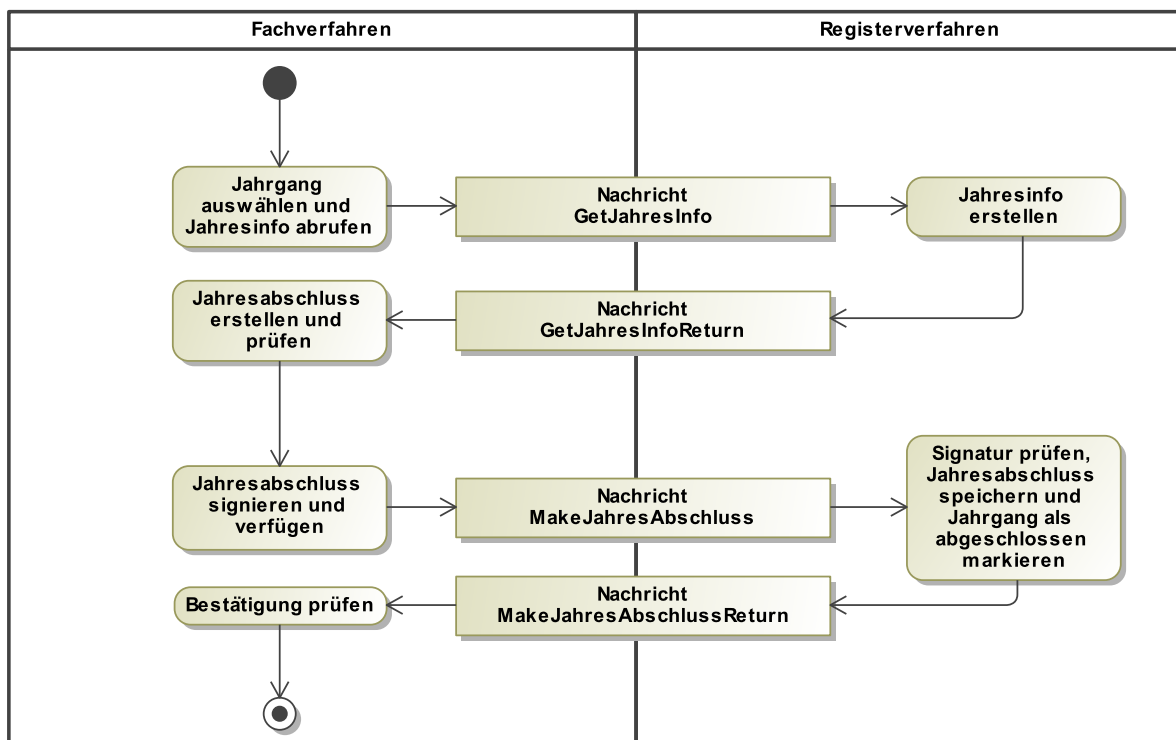 Fachverfahren
Registerverfahren
Jahrgang
auswählen und
Jahresinfo abrufen
Nachricht
GetJahresInfo
Jahresinfo
erstellen
Jahresabschluss
erstellen und
prüfen
Nachricht
GetJahresInfoReturn
Jahresabschluss
signieren und
verfügen
Nachricht
MakeJahresAbschluss
Signatur prüfen,
Jahresabschluss
speichern und
Jahrgang als
abgeschlossen
markieren
Bestätigung prüfen
Nachricht
MakeJahresAbschlussReturn